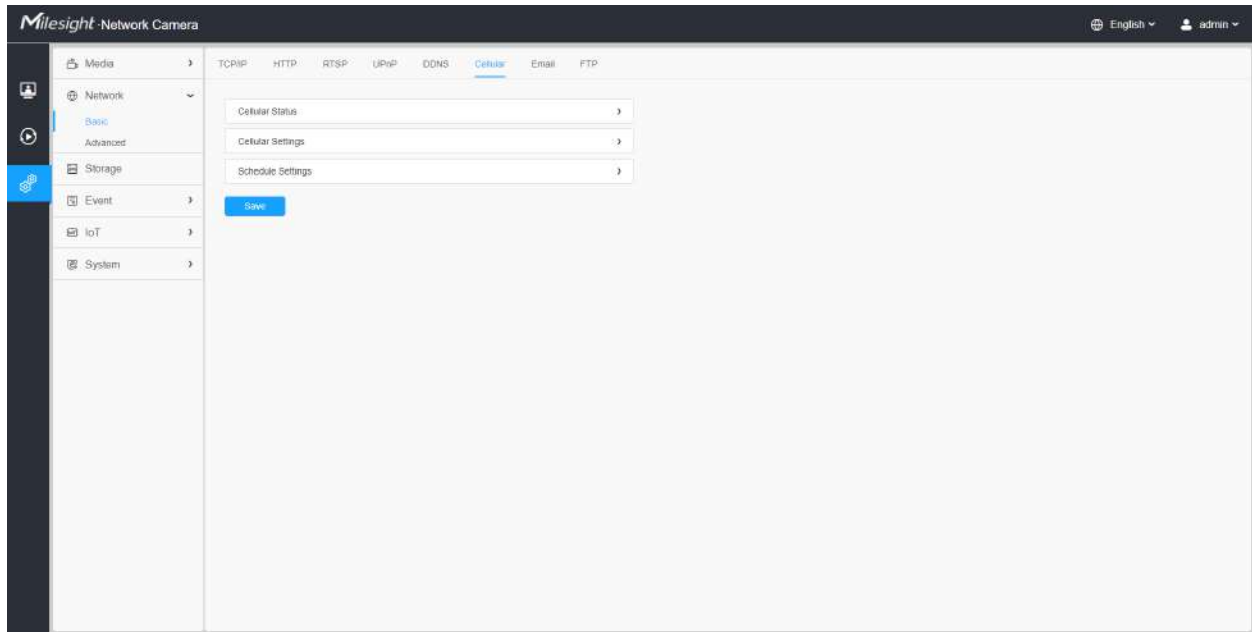 Milesight -Network Camera
English
admin
Media
Network
Basic
Advanced
Storage
Event
IoT
System
TCP/IP HTTP RTSP UPnP DDNS Cellular Email FTP
Cellular Status
Cellular Settings
Schedule Settings
Save